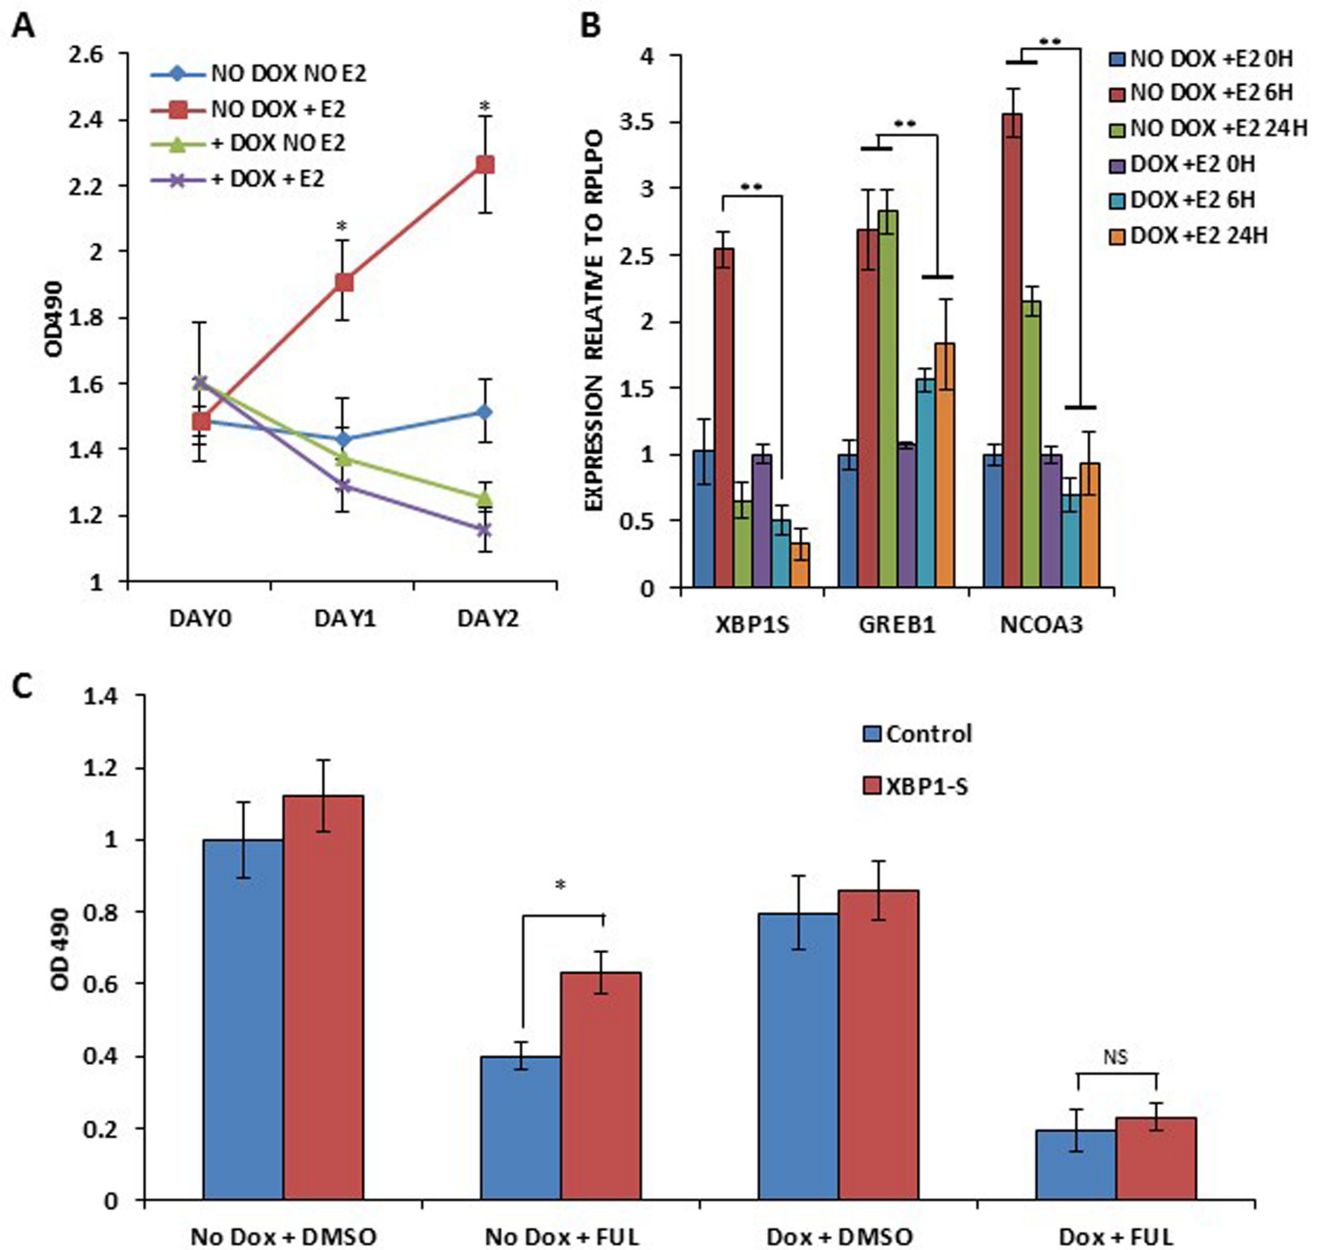 A
2.6
2.4
2.2
2
1.8
1.6
1.4
1.2
1
OD490
NO DOX NO E2
NO DOX + E2
+ DOX NO E2
+ DOX + E2
*
*
DAY0 DAY1 DAY2
B
4
3.5
3
2.5
2
1.5
1
0.5
0
EXPRESSION RELATIVE TO RPLPO
**
**
**
NO DOX +E2 0H
NO DOX +E2 6H
NO DOX +E2 24H
DOX +E2 0H
DOX +E2 6H
DOX +E2 24H
XBP1S GREB1 NCOA3
C
1.4
1.2
1
0.8
0.6
0.4
0.2
0
OD 490
Control
XBP1-S
*
NS
No Dox + DMSO No Dox + FUL Dox + DMSO Dox + FUL